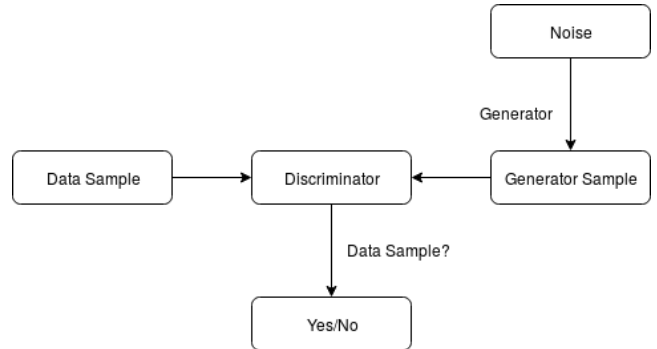 Noise
Generator
Data Sample
Discriminator
Generator Sample
Data Sample?
Yes/No